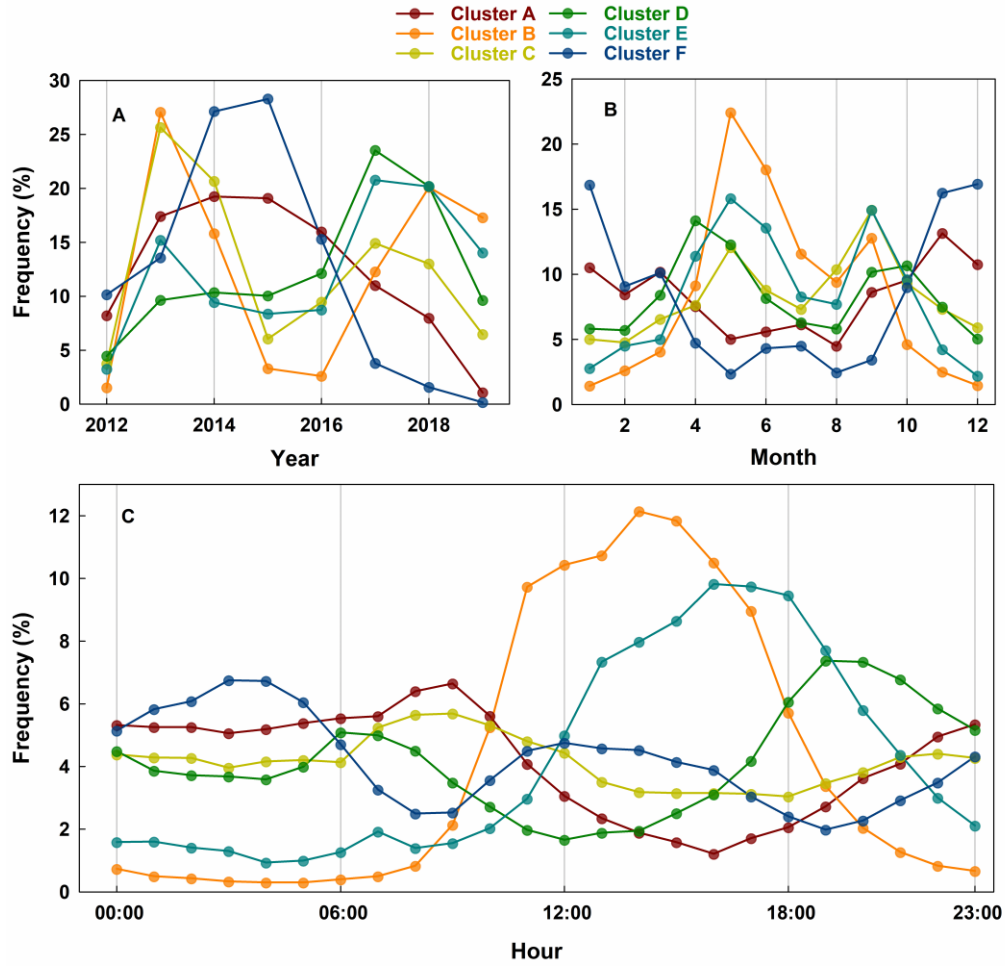 Cluster A Cluster D
Cluster B Cluster E
Cluster C Cluster F
A
30
25
20
15
10
5
0
Frequency (%)
2012 2014 2016 2018
Year
B
25
20
15
10
5
0
2 4 6 8 10 12
Month
C
12
10
8
6
4
2
0
Frequency (%)
00:00 06:00 12:00 18:00 23:00
Hour